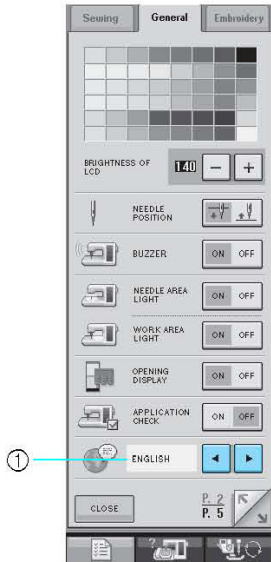 Sewing General Embroidery
BRIGHTNESS OF
LCD
140 - +
NEEDLE
POSITION
BUZZER ON OFF
NEEDLE AREA
LIGHT
ON OFF
WORK AREA
LIGHT
ON OFF
OPENING
DISPLAY
ON OFF
APPLICATION
CHECK
ON OFF
① ENGLISH
CLOSE
P. 2
P. 5